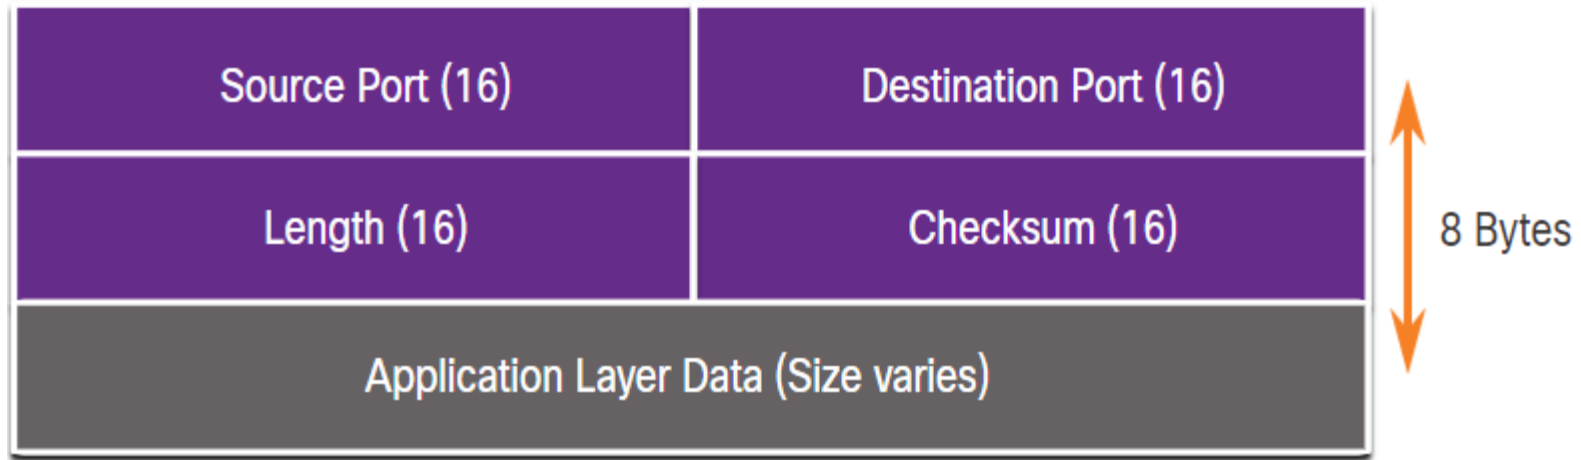 Source Port (16)
Destination Port (16)
Length (16)
Checksum (16)
8 Bytes
Application Layer Data (Size varies)